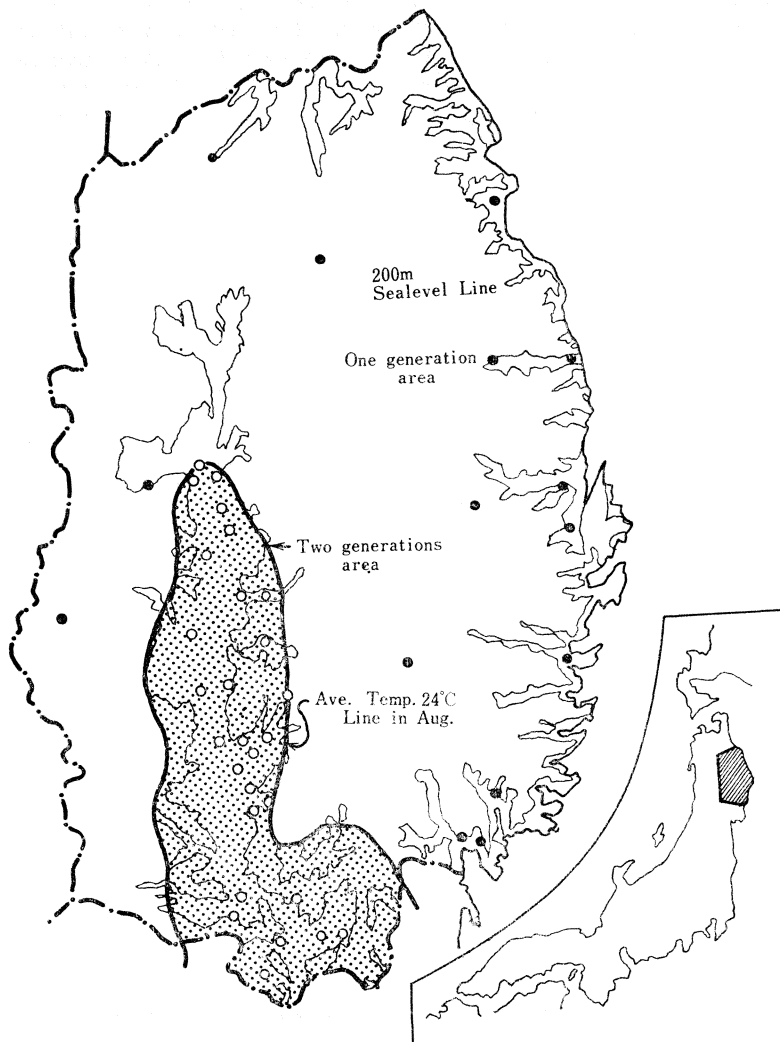 200m
Sealevel Line
One generation
area
Two generations
area
Ave. Temp. 24°C
Line in Aug.